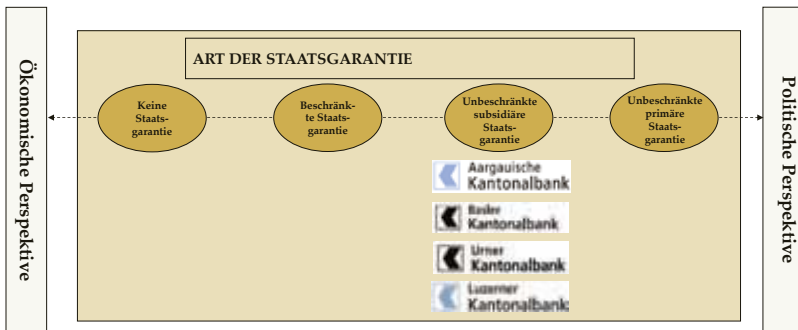 Ökonomische Perspektive
ART DER STAATSGARANTIE
Keine
Staats-
garantie
Beschränk-
te Staats-
garantie
Unbeschränkte
subsidiäre
Staats-
garantie
Unbeschränkte
primäre
Staats-
garantie
Aargauische
Kantonalbank
Basler
Kantonalbank
Urner
Kantonalbank
Luzerner
Kantonalbank
Politische Perspektive